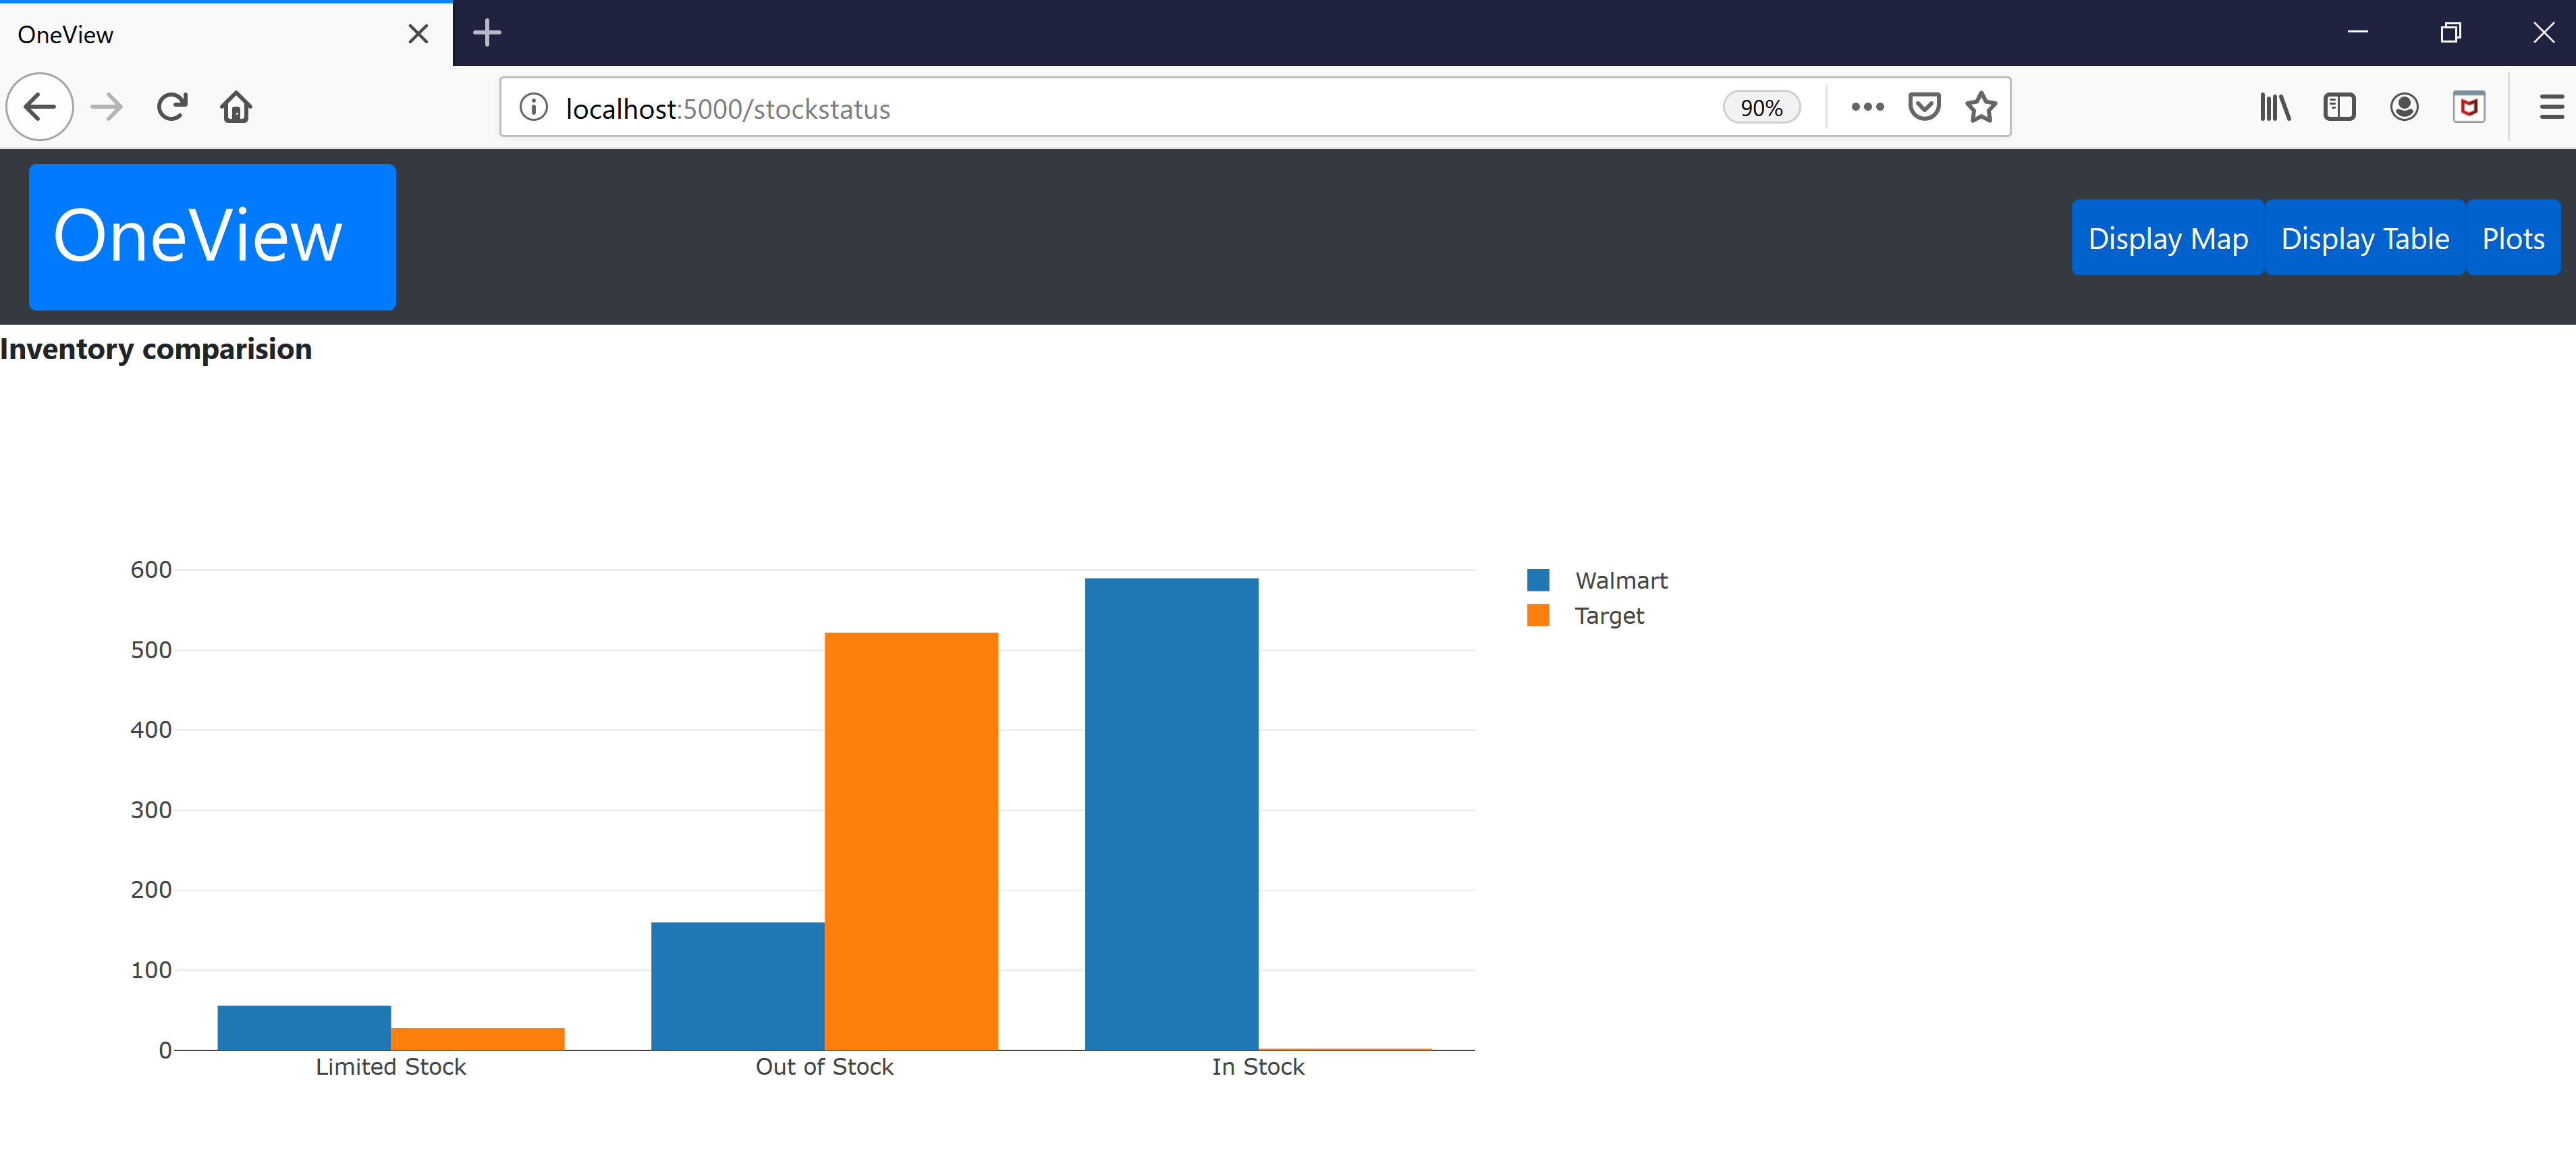 OneView
localhost:5000/stockstatus 90%
OneView Display Map Display Table Plots
Inventory comparision
600
500
400
300
200
100
0
Limited Stock Out of Stock In Stock
Walmart
Target